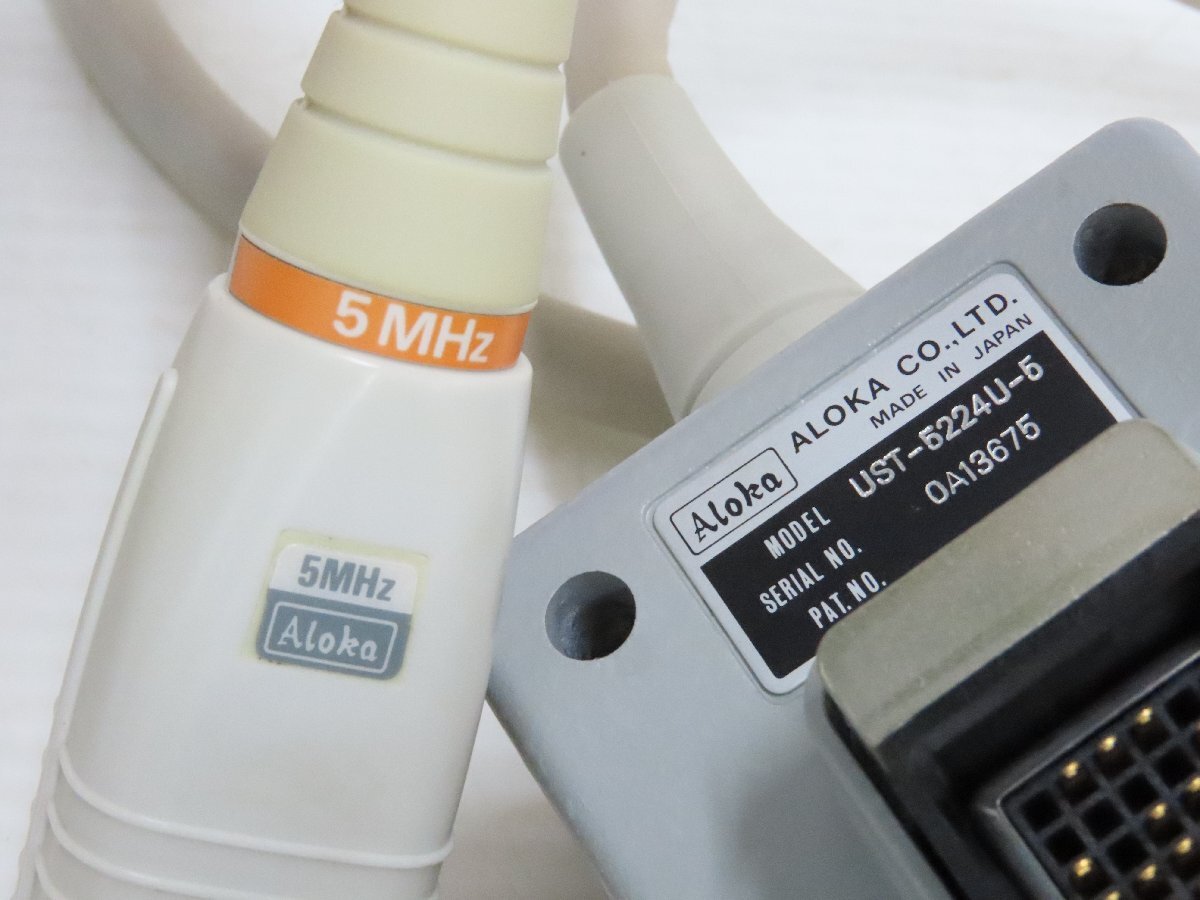 5 MHz
5MHz
Aloka
Aloka ALOKA CO.,LTD.
MADE IN JAPAN
MODEL UST-5224U-5
SERIAL NO. 0A13675
PAT. NO.